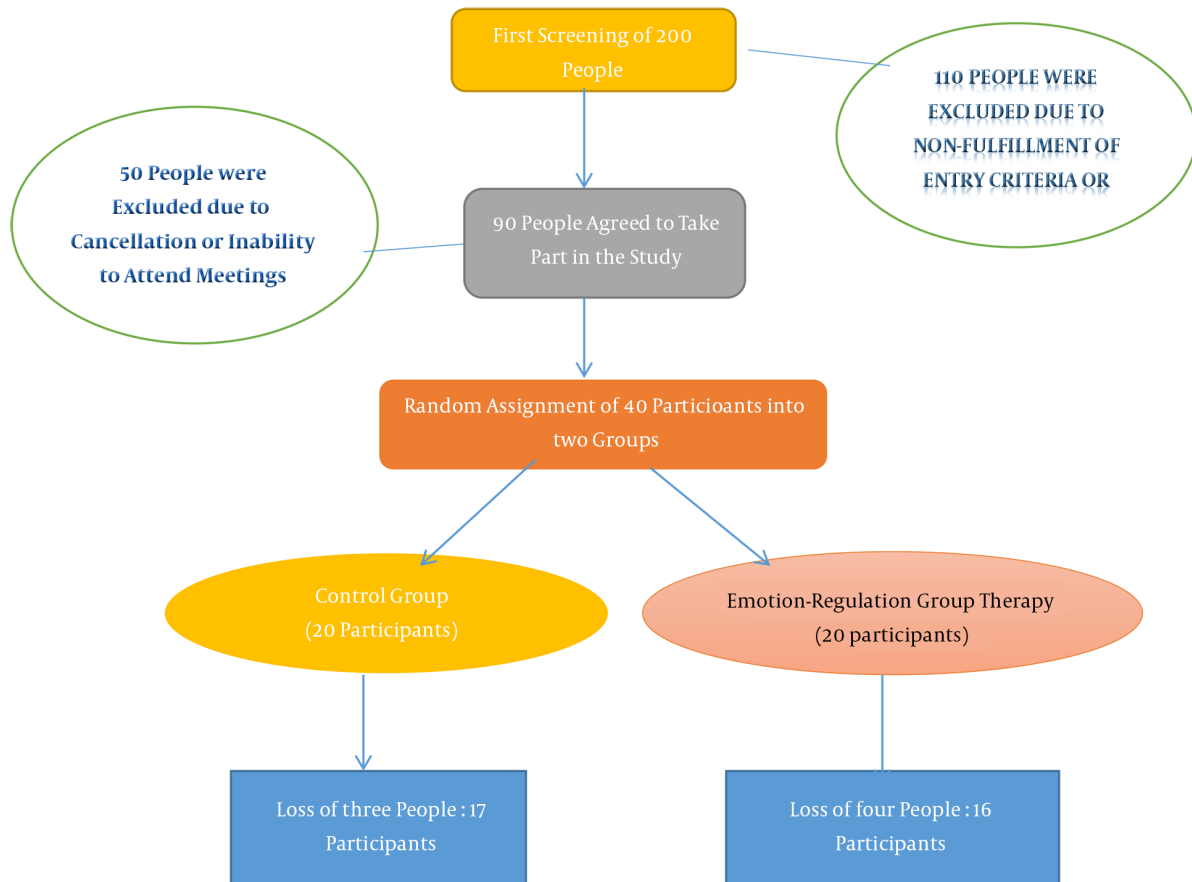 First Screening of 200
People
110 PEOPLE WERE
EXCLUDED DUE TO
NON-FULFILLMENT OF
ENTRY CRITERIA OR
50 People were
Excluded due to
Cancellation or Inability
to Attend Meetings
90 People Agreed to Take
Part in the Study
Random Assignment of 40 Particioants into
two Groups
Control Group
(20 Participants)
Emotion-Regulation Group Therapy
(20 participants)
Loss of three People : 17
Participants
Loss of four People : 16
Participants